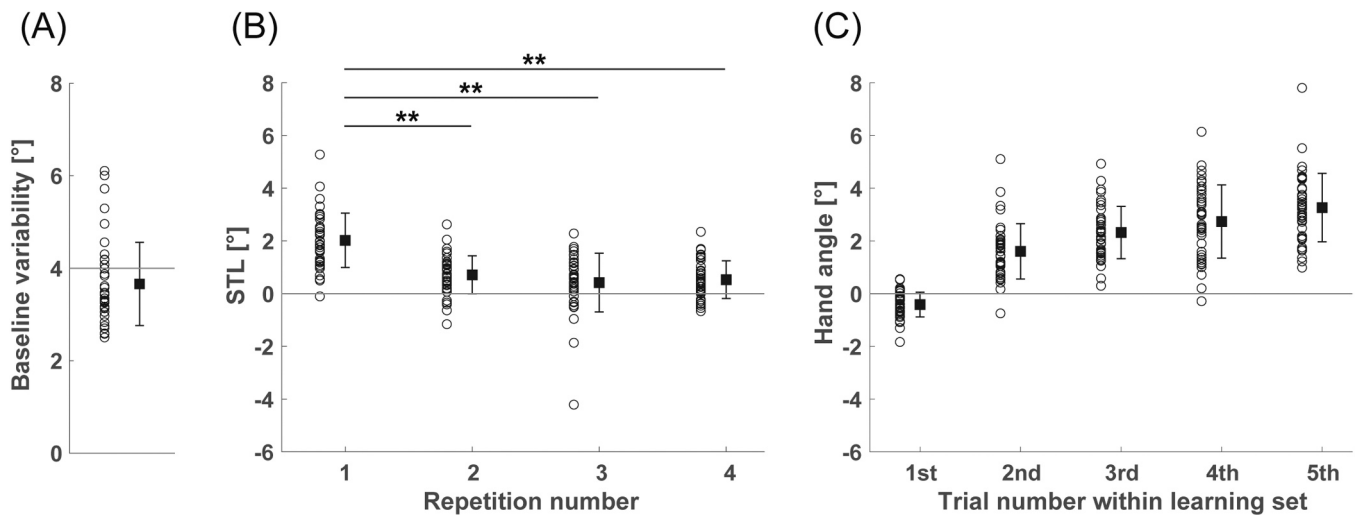 (A)
Baseline variability [°]
8
6
4
2
0
(B)
STL [°]
8
6
4
2
0
-2
-4
-6
**
**
**
1 2 3 4
Repetition number
(C)
Hand angle [°]
8
6
4
2
0
-2
-4
-6
1st 2nd 3rd 4th 5th
Trial number within learning set